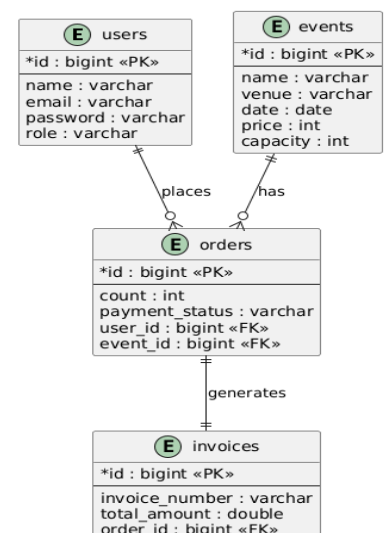 E users
*id : bigint «PK»
name : varchar
email : varchar
password : varchar
role : varchar
E events
*id : bigint «PK»
name : varchar
venue : varchar
date : date
price : int
capacity : int
places
has
E orders
*id : bigint «PK»
count : int
payment_status : varchar
user_id : bigint «FK»
event_id : bigint «FK»
generates
E invoices
*id : bigint «PK»
invoice_number : varchar
total_amount : double
order_id : bigint «FK»